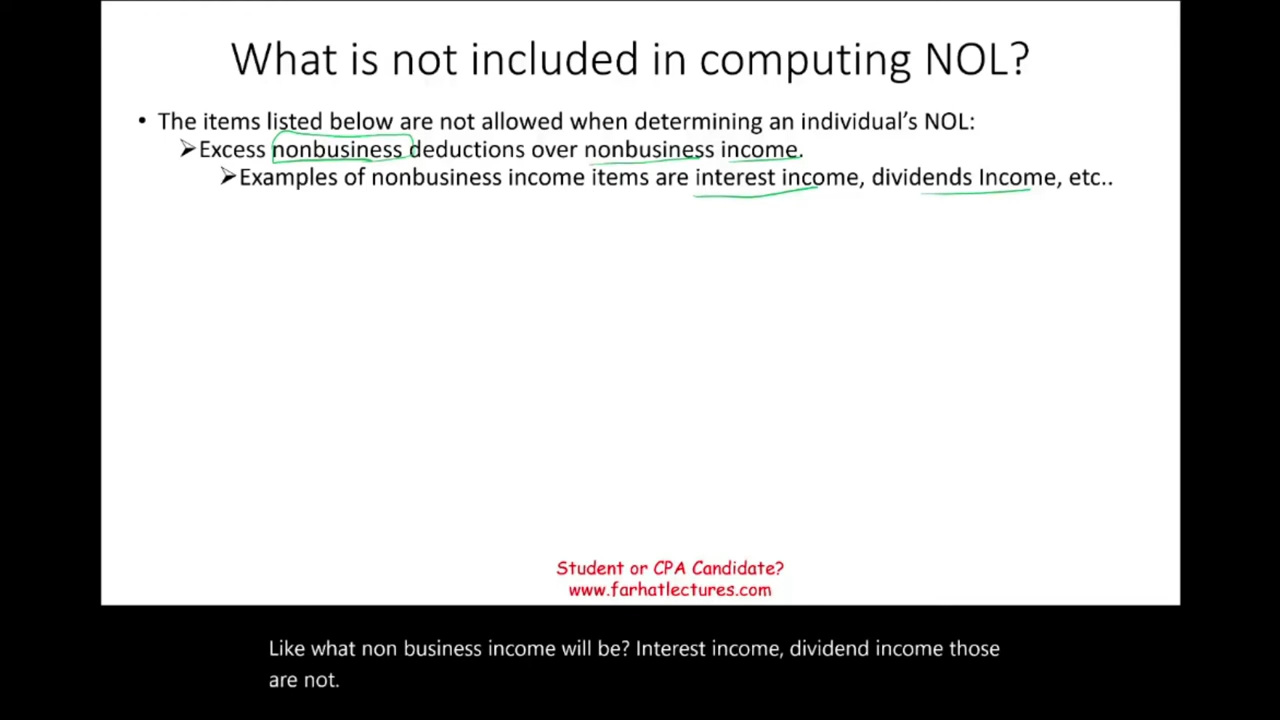 What is not included in computing NOL?
• The items listed below are not allowed when determining an individual's NOL:
➢Excess nonbusiness deductions over nonbusiness income.
➢Examples of nonbusiness income items are interest income, dividends Income, etc..
Student or CPA Candidate?
www.farhatlectures.com
Like what non business income will be? Interest income, dividend income those
are not.